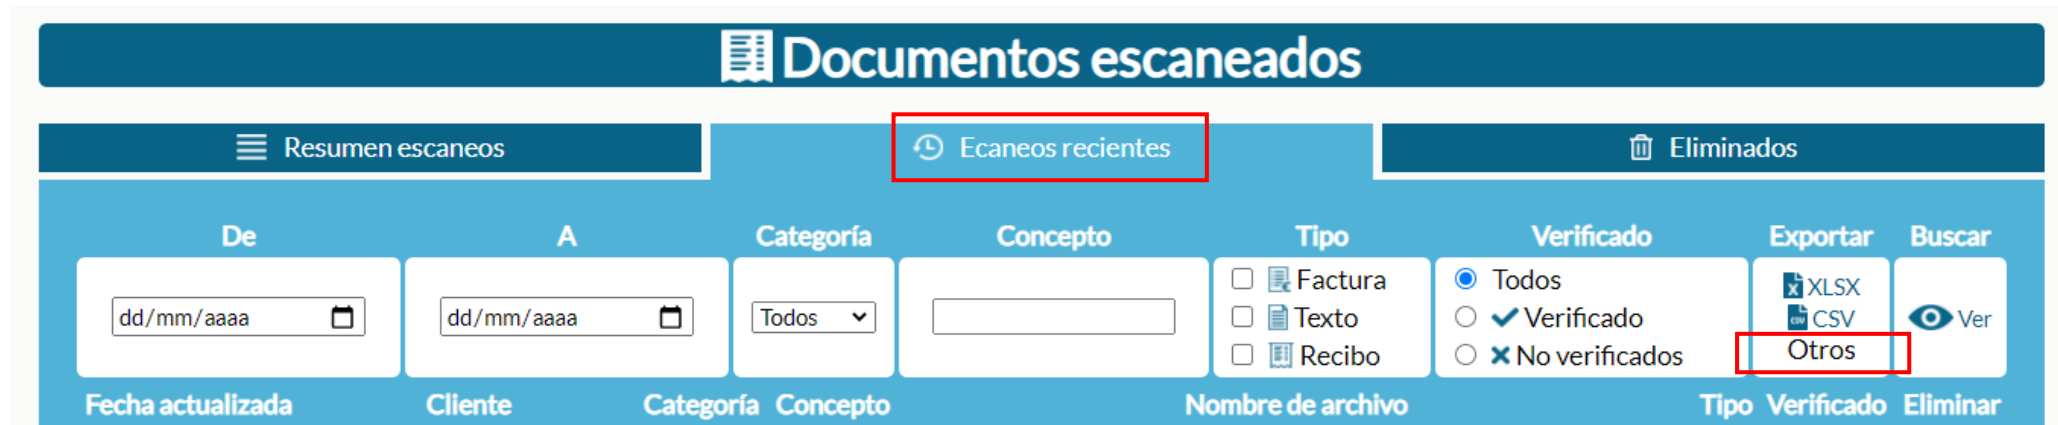 Documentos escaneados
Resumen escaneos
Ecaneos recientes
Eliminados
De A Categoría Concepto Tipo Verificado Exportar Buscar
dd/mm/aaaa
dd/mm/aaaa
Todos
Factura
Texto
Recibo
Todos
Verificado
No verificados
XLSX
CSV
Otros
Ver
Fecha actualizada Cliente Categoría Concepto Nombre de archivo Tipo Verificado Eliminar